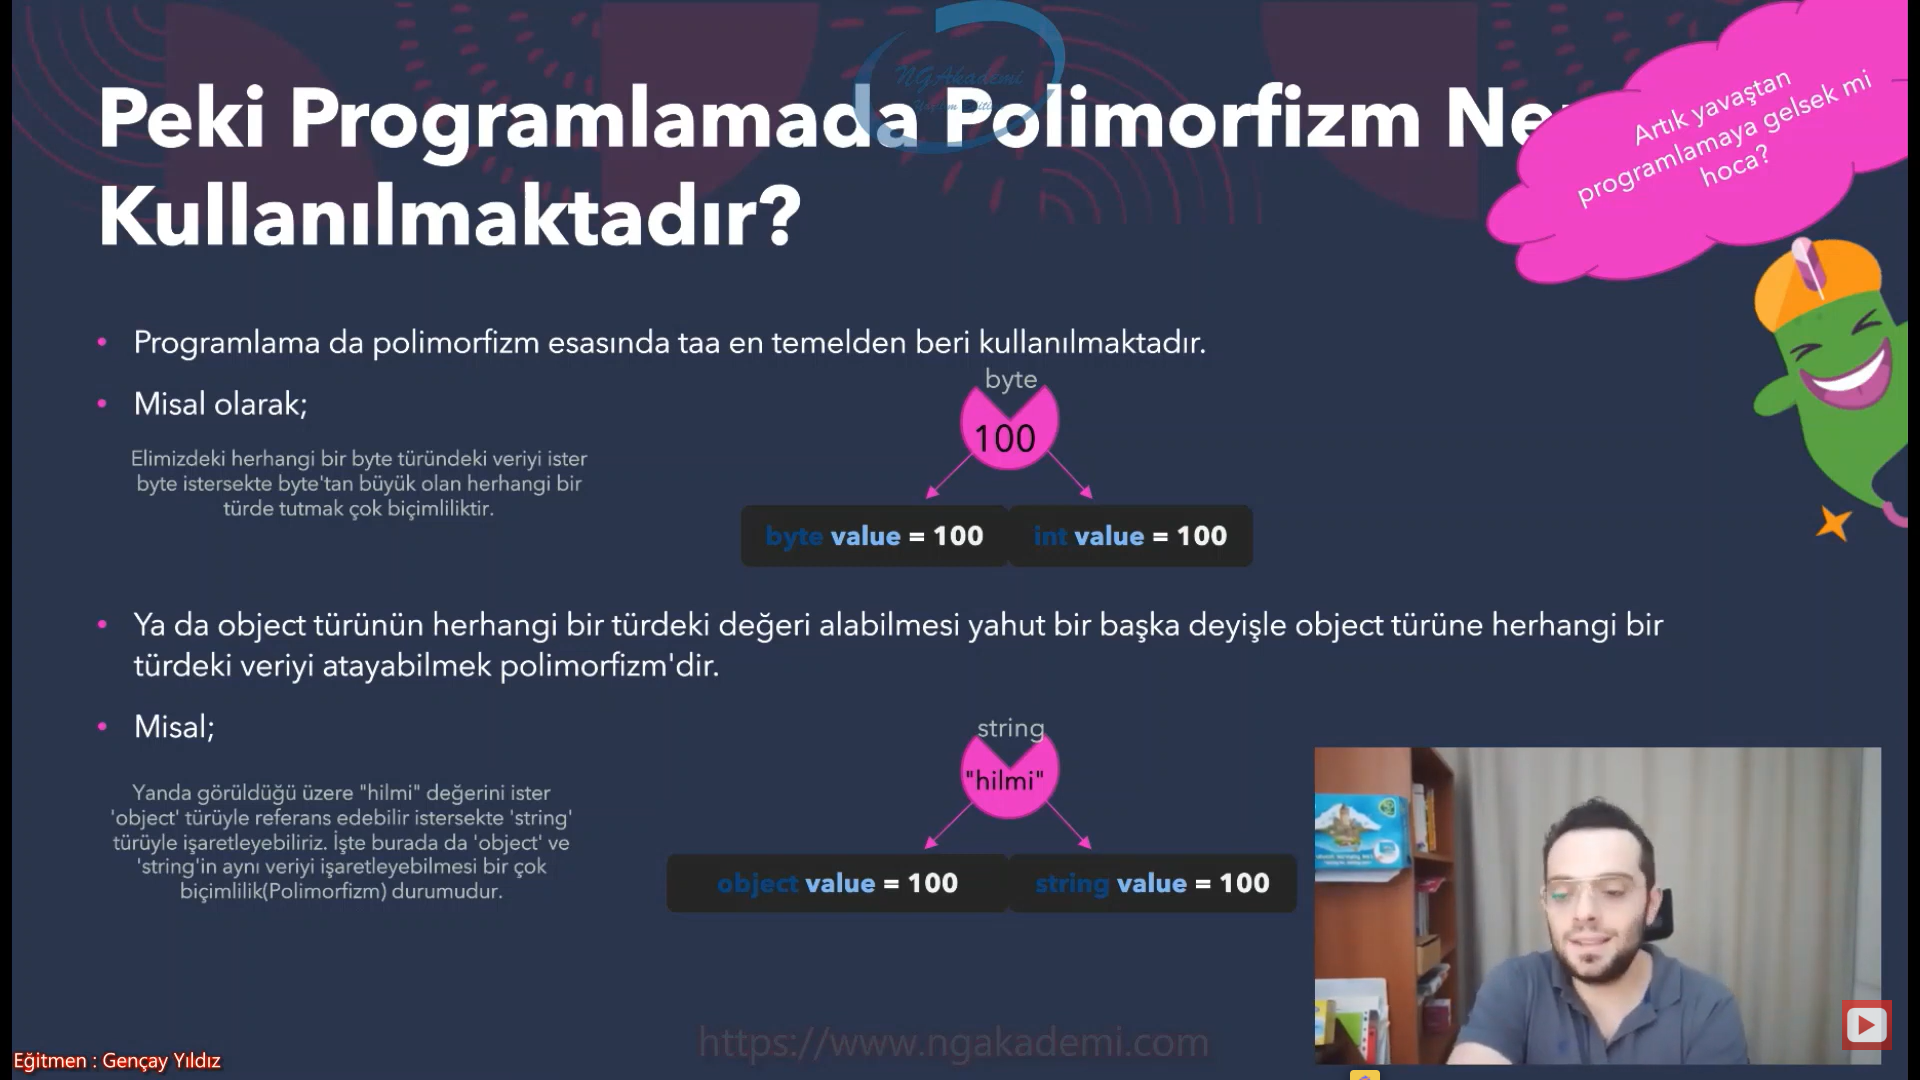 NGAkademi
Peki Programlamada Polimorfizm Ne
Kullanılmaktadır?
Artık yavaştan
programlamaya gelsek mi
hoca?
• Programlama da polimorfizm esasında taa en temelden beri kullanılmaktadır.
• Misal olarak;
byte
100
Elimizdeki herhangi bir byte türündeki veriyi ister
byte istersekte byte'tan büyük olan herhangi bir
türde tutmak çok biçimliliktir.
byte value = 100
int value = 100
• Ya da object türünün herhangi bir türdeki değeri alabilmesi yahut bir başka deyişle object türüne herhangi bir
türdeki veriyi atayabilmek polimorfizm'dir.
• Misal;
string
"hilmi"
Yanda görüldüğü üzere "hilmi" değerini ister
'object' türüyle referans edebilir istersekte 'string'
türüyle işaretleyebiliriz. İşte burada da 'object' ve
'string'in aynı veriyi işaretleyebilmesi bir çok
biçimlilik(Polimorfizm) durumudur.
object value = 100
string value = 100
https://www.ngakademi.com
Eğitmen : Gençay Yıldız